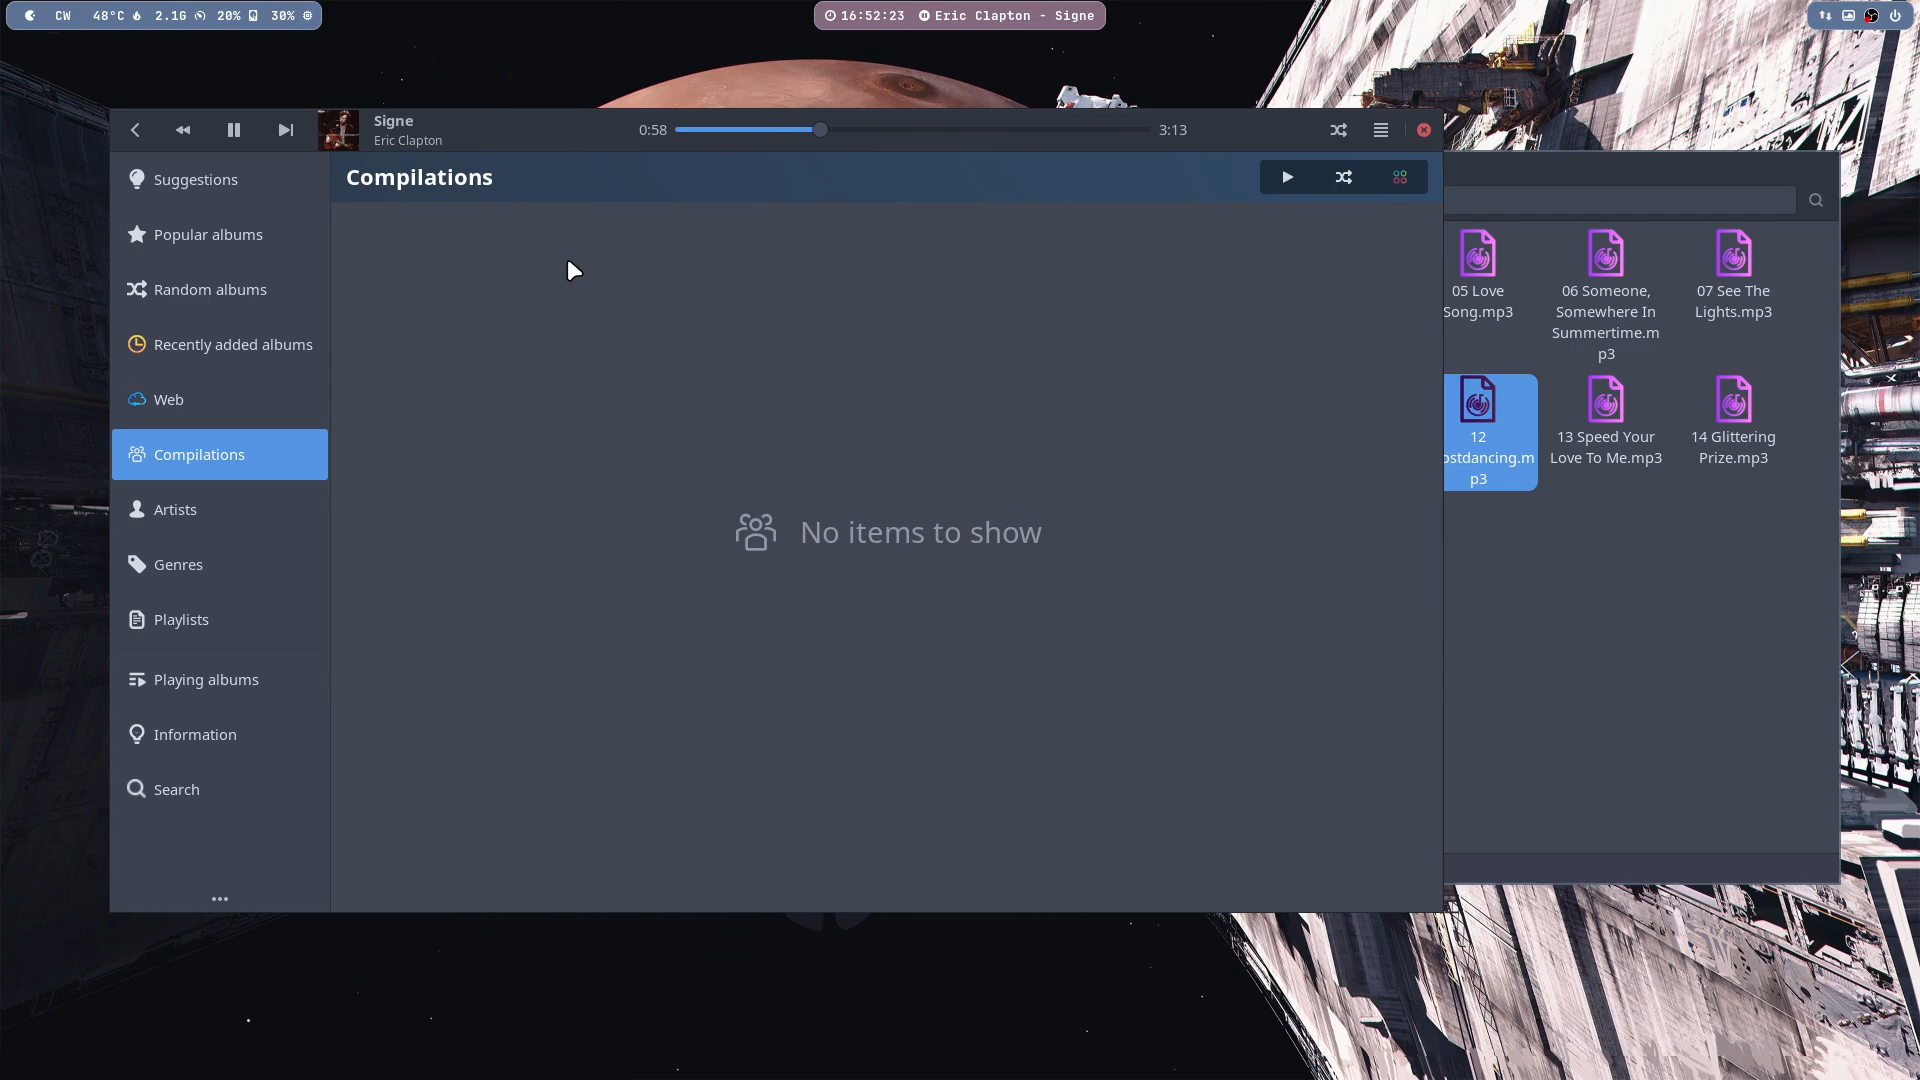 CW 48°C 2.1G 20% 30%
16:52:23 Eric Clapton - Signe
Signe
Eric Clapton
0:58
3:13
Compilations
Suggestions
Popular albums
Random albums
Recently added albums
Web
Compilations
Artists
Genres
Playlists
Playing albums
Information
Search
No items to show
05 Love
Song.mp3
06 Someone,
Somewhere In
Summertime.m
p3
07 See The
Lights.mp3
12
ostdancing.m
p3
13 Speed Your
Love To Me.mp3
14 Glittering
Prize.mp3